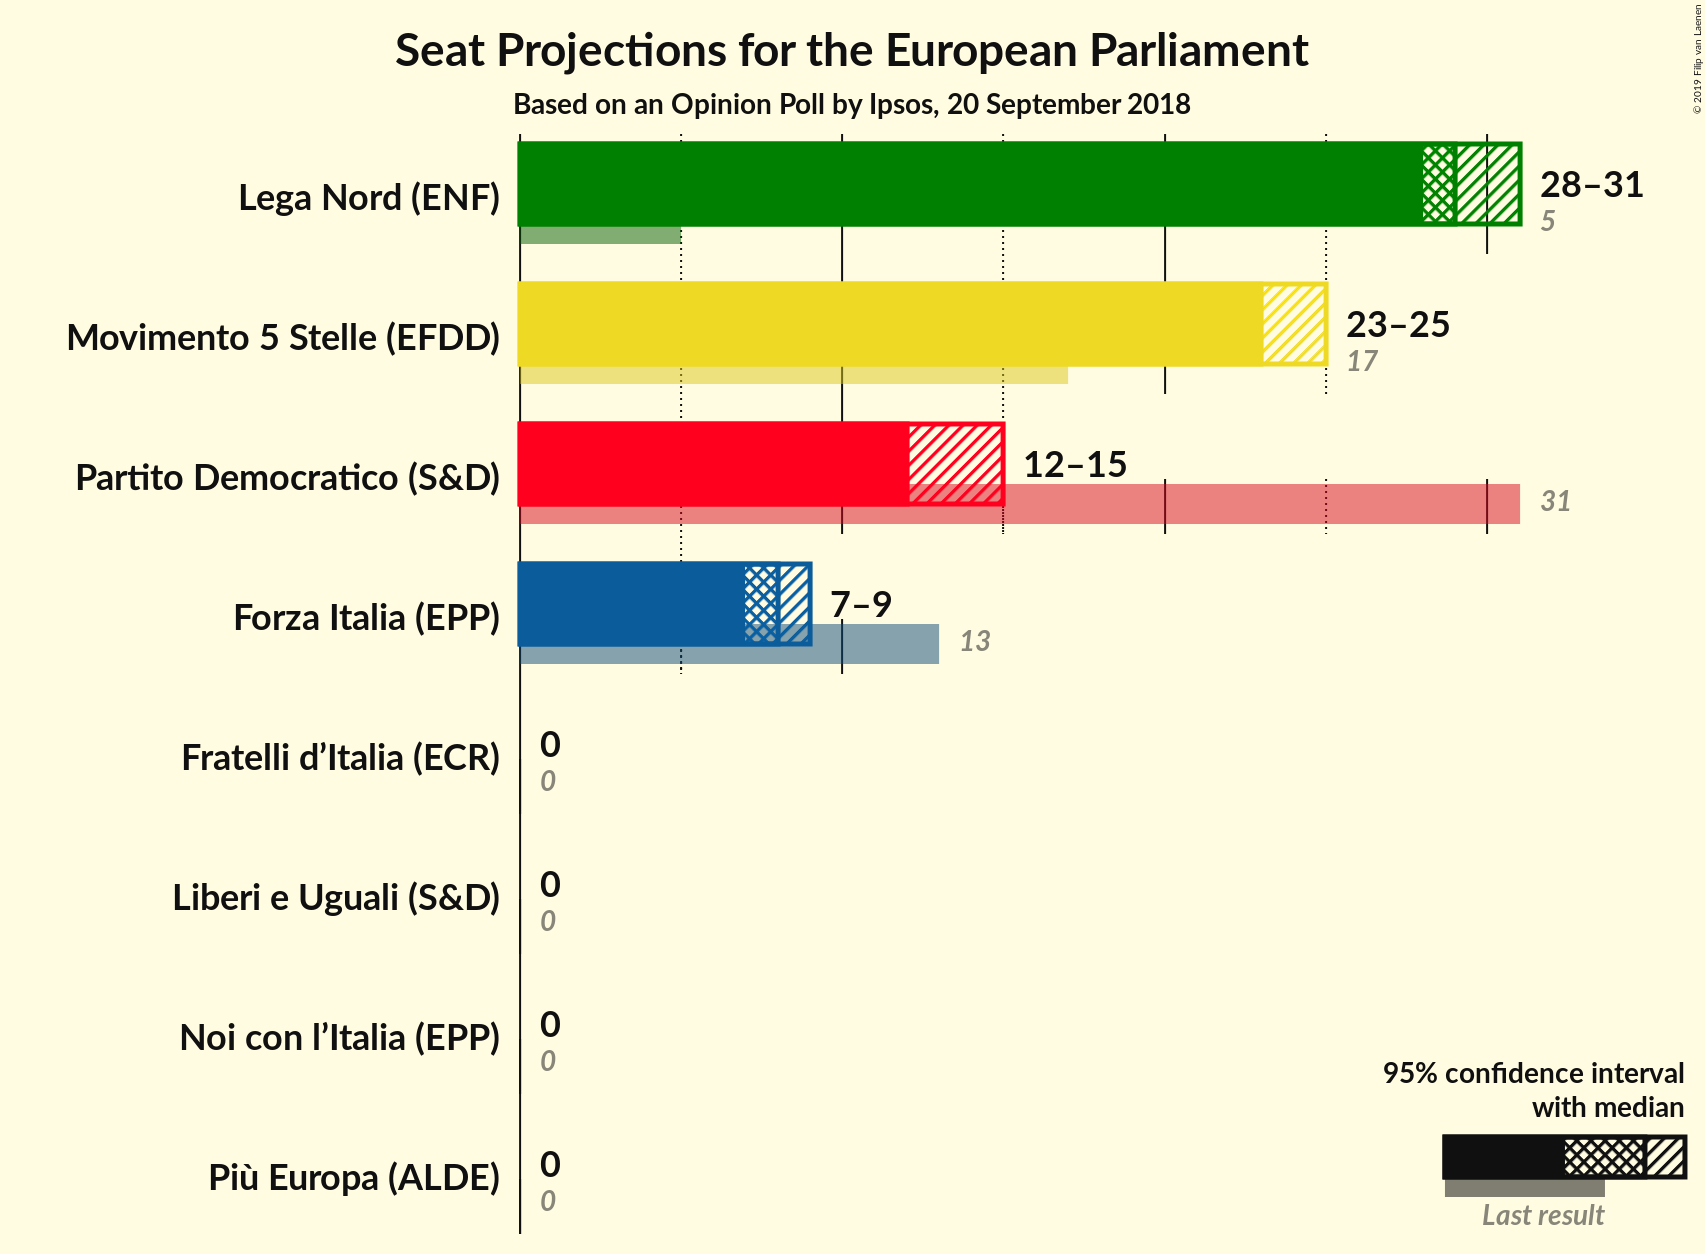 Seat Projections for the European Parliament
Based on an Opinion Poll by Ipsos, 20 September 2018
© 2019 Filip van Laenen
Lega Nord (ENF)
28–31
5
Movimento 5 Stelle (EFDD)
23–25
17
Partito Democratico (S&D)
12–15
31
Forza Italia (EPP)
7–9
13
Fratelli d’Italia (ECR)
0
0
Liberi e Uguali (S&D)
0
0
Noi con l’Italia (EPP)
0
0
Più Europa (ALDE)
0
0
95% confidence interval
with median
Last result